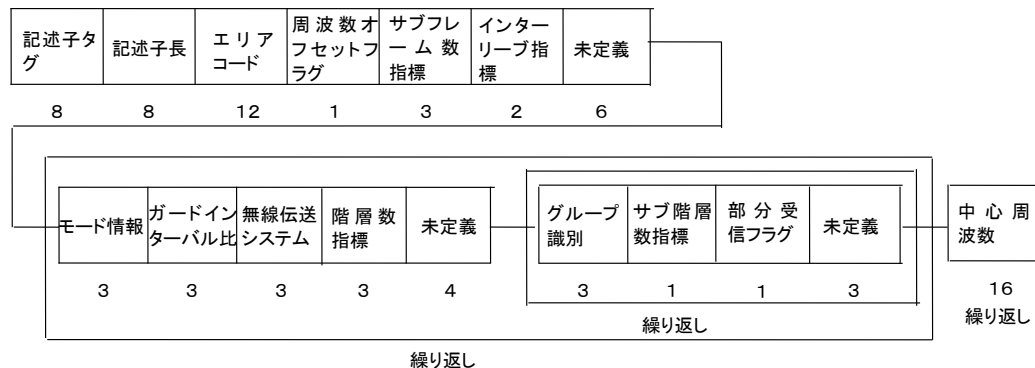 記述子タ
グ
記述子長
エリア
コード
周波数オ
フセットフ
ラグ
サブフレ
ーム数
指標
インター
リーブ指
標
未定義
8
8
12
1
3
2
6
モード情報
ガードイン
ターバル比
無線伝送
システム
階層数
指標
未定義
グループ
識別
サブ階層
数指標
部分受
信フラグ
未定義
中心周
波数
3
3
3
3
4
3
1
1
3
16
繰り返し
繰り返し
繰り返し